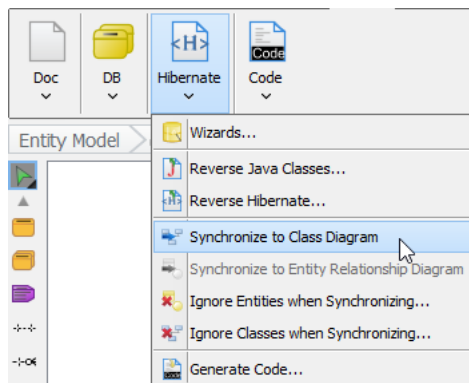 <H>
Code
Doc
DB
Hibernate
Code
Entity Model
Wizards...
Reverse Java Classes...
Reverse Hibernate...
Synchronize to Class Diagram
Synchronize to Entity Relationship Diagram
Ignore Entities when Synchronizing...
Ignore Classes when Synchronizing...
Generate Code...